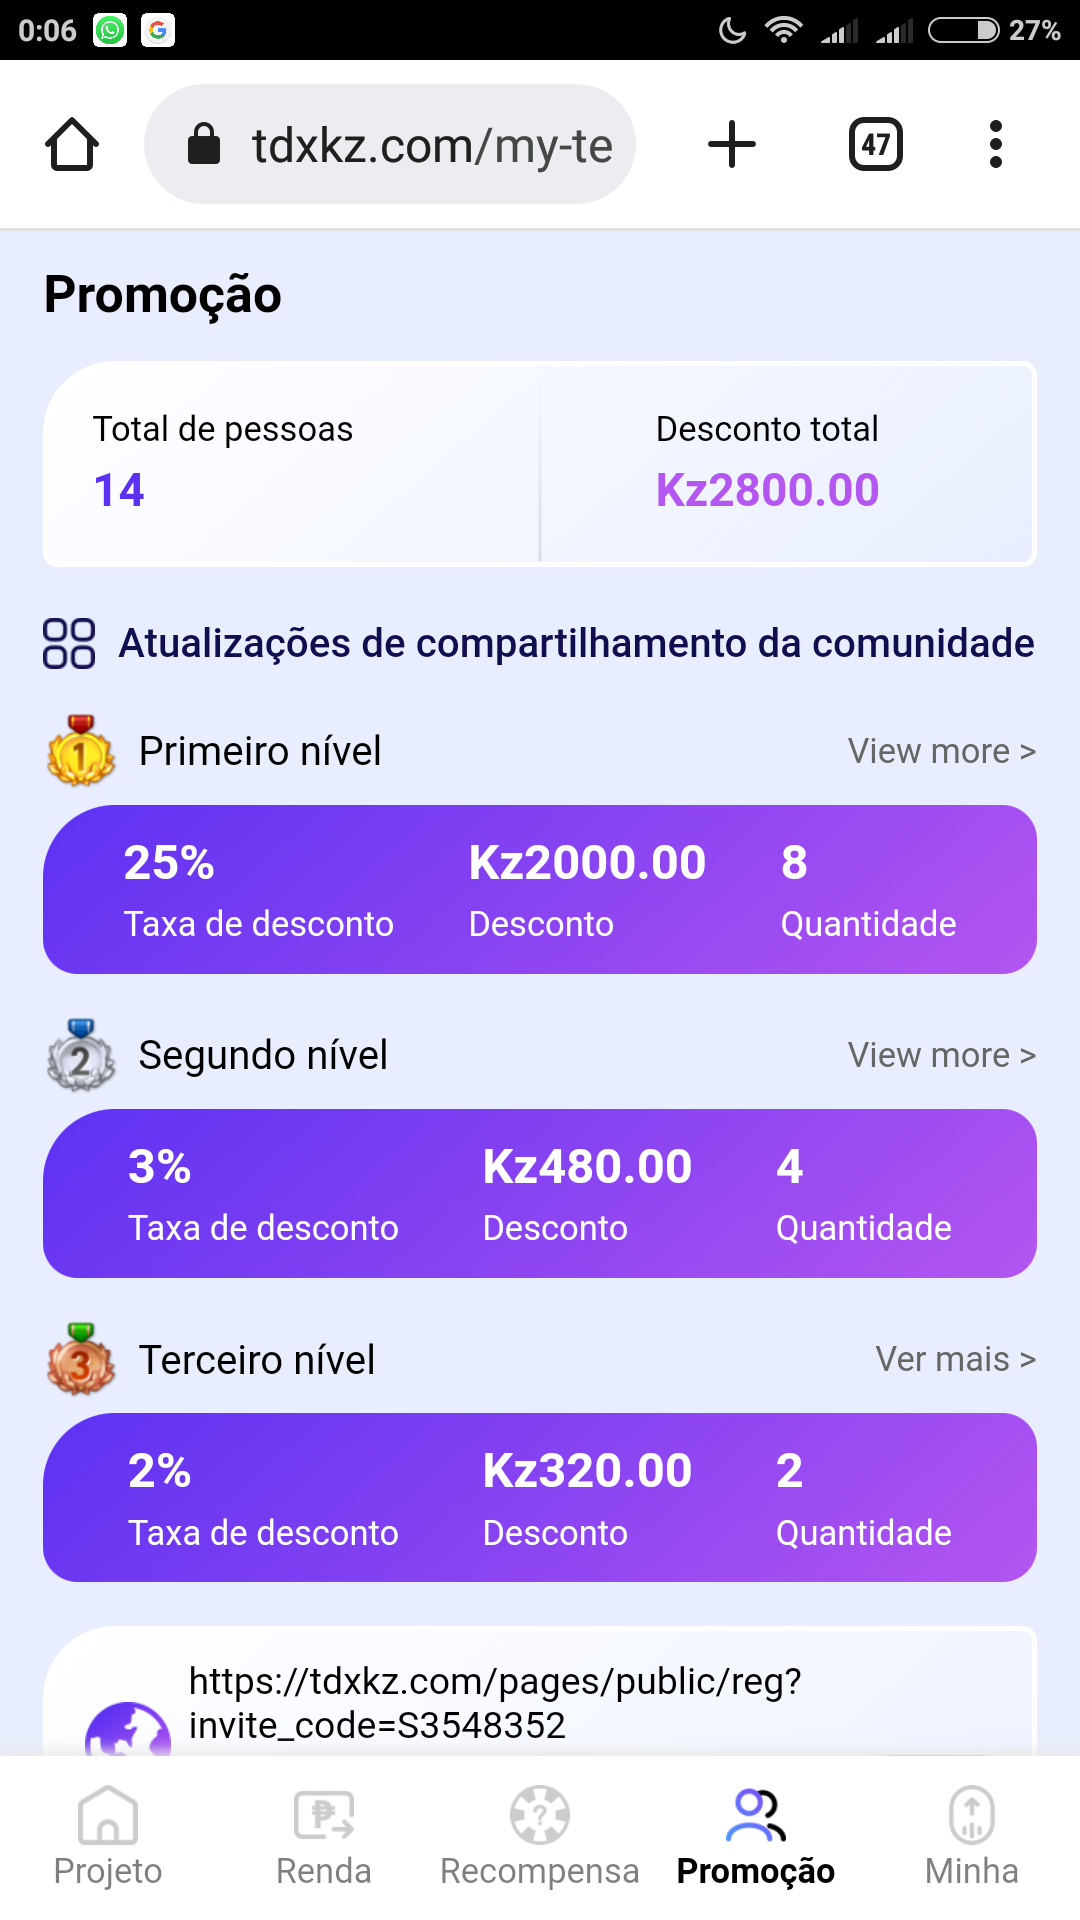 0:06
27%
tdxkz.com/my-te
47
Promoção
Total de pessoas
14
Desconto total
Kz2800.00
Atualizações de compartilhamento da comunidade
1
Primeiro nível
View more >
25%
Kz2000.00
8
Taxa de desconto
Desconto
Quantidade
2
Segundo nível
View more >
3%
Kz480.00
4
Taxa de desconto
Desconto
Quantidade
3
Terceiro nível
Ver mais >
2%
Kz320.00
2
Taxa de desconto
Desconto
Quantidade
https://tdxkz.com/pages/public/reg?
invite_code=S3548352
Projeto
Renda
Recompensa
Promoção
Minha